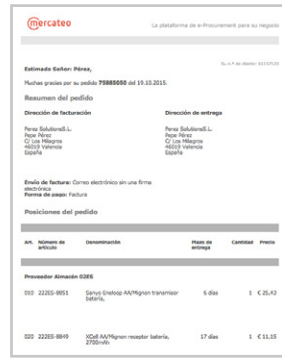 mercateo
La plataforma de e-Procurement para su negocio
Estimado Señor: Pérez,
Muchas gracias por su pedido 75883050 del 19.10.2015.
Resumen del pedido
Dirección de facturación
Dirección de entrega
Perez SolutionsS.L.
Pepe Pérez
C/ Los Milagros
46019 Valencia
España
Perez SolutionsS.L.
Pepe Pérez
C/ Los Milagros
46019 Valencia
España
Envío de factura: Correo electrónico sin una firma
electrónica
Forma de pago: Factura
Posiciones del pedido
Art. Número de artículo Denominación Plazo de entrega Cantidad Precio
Proveedor Almacén 02E6
010 222ES-8851 Sanyo Eneloop AA/Mignon transmisor batería, 6 días 1 € 25,43
020 222ES-8849 XCell AA/Mignon receptor batería, 2700mAh 17 días 1 € 11,15